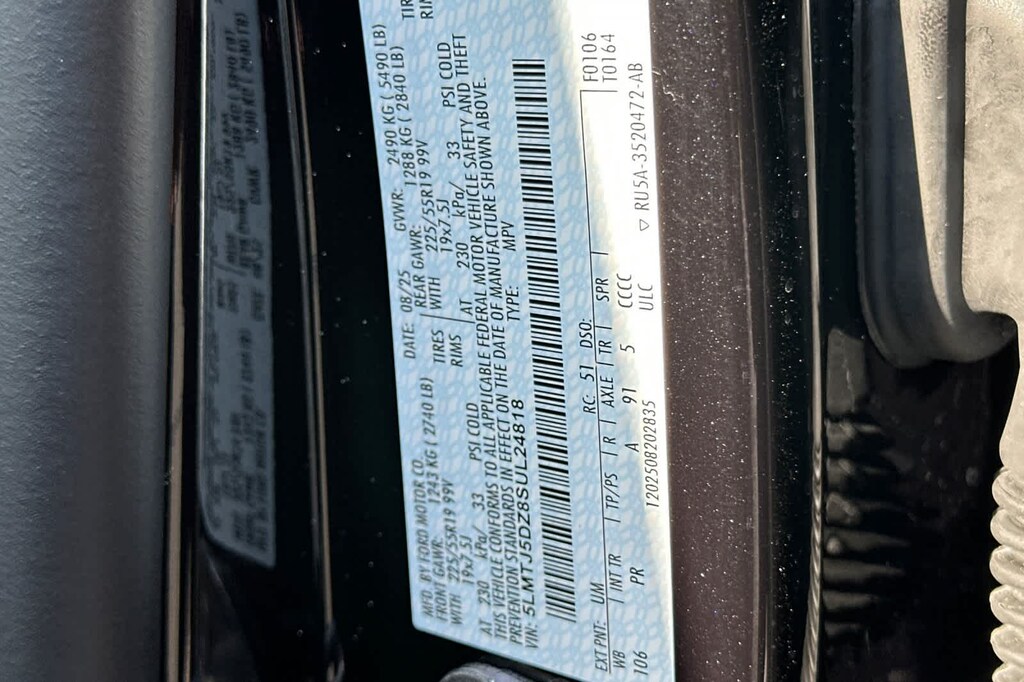 MFD. BY FORD MOTOR CO.
DATE: 08/25 GVWR: 2490 KG ( 5490 LB)
FRONT GAWR: 1243 KG ( 2740 LB) REAR GAWR: 1288 KG ( 2840 LB)
WITH 225/55R19 99V TIRES WITH 225/55R19 99V TIR
19x7.5J RIMS 19x7.5J RIM
AT 230 kPa/ 33 PSI COLD AT 230 kPa/ 33 PSI COLD
THIS VEHICLE CONFORMS TO ALL APPLICABLE FEDERAL MOTOR VEHICLE SAFETY AND THEFT
PREVENTION STANDARDS IN EFFECT ON THE DATE OF MANUFACTURE SHOWN ABOVE.
VIN: 5LMTJ5DZ8SUL24818 TYPE: MPV
EXT PNT: UM RC: 51 DSO: F0106
WB INT TR TP/PS R AXLE TR SPR T0164
106 PR A 91 5 CCCC
1202508202835 ULC ▽ RU5A-3520472-AB